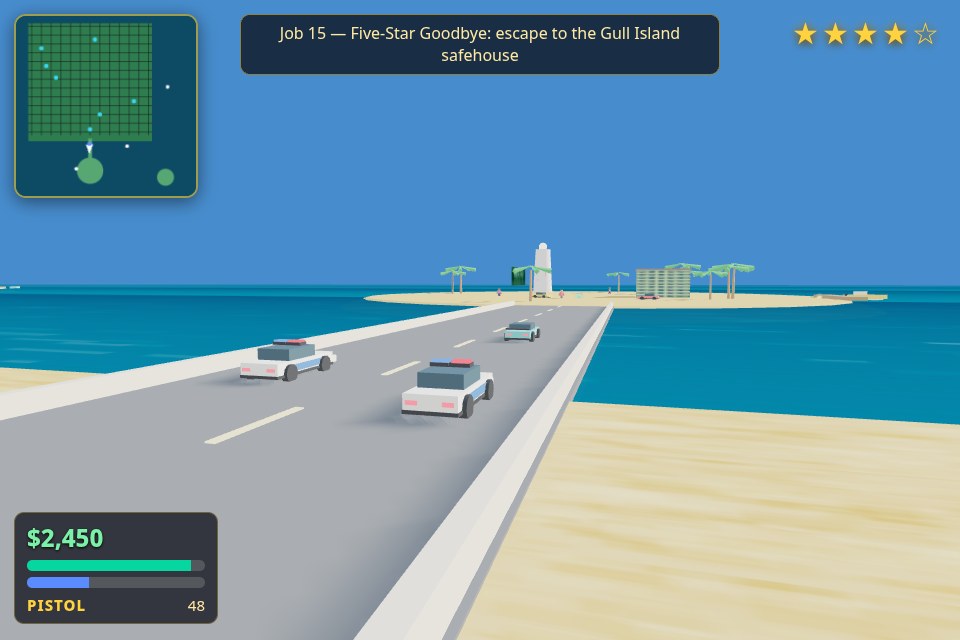 Job 15 — Five-Star Goodbye: escape to the Gull Island
safehouse
$2,450
PISTOL 48